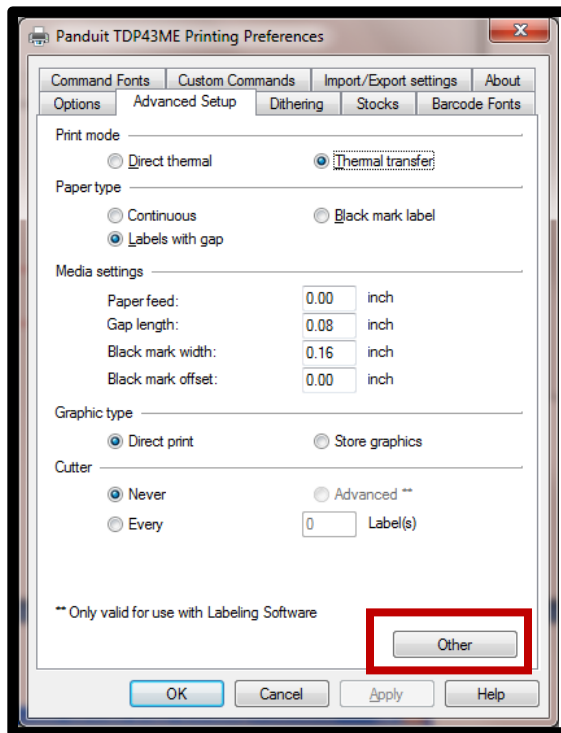 Panduit TDP43ME Printing Preferences
X
Command Fonts Custom Commands Import/Export settings About
Options Advanced Setup Dithering Stocks Barcode Fonts
Print mode
Direct thermal Thermal transfer
Paper type
Continuous Black mark label
Labels with gap
Media settings
Paper feed: 0.00 inch
Gap length: 0.08 inch
Black mark width: 0.16 inch
Black mark offset: 0.00 inch
Graphic type
Direct print Store graphics
Cutter
Never Advanced **
Every 0 Label(s)
** Only valid for use with Labeling Software
Other
OK Cancel Apply Help